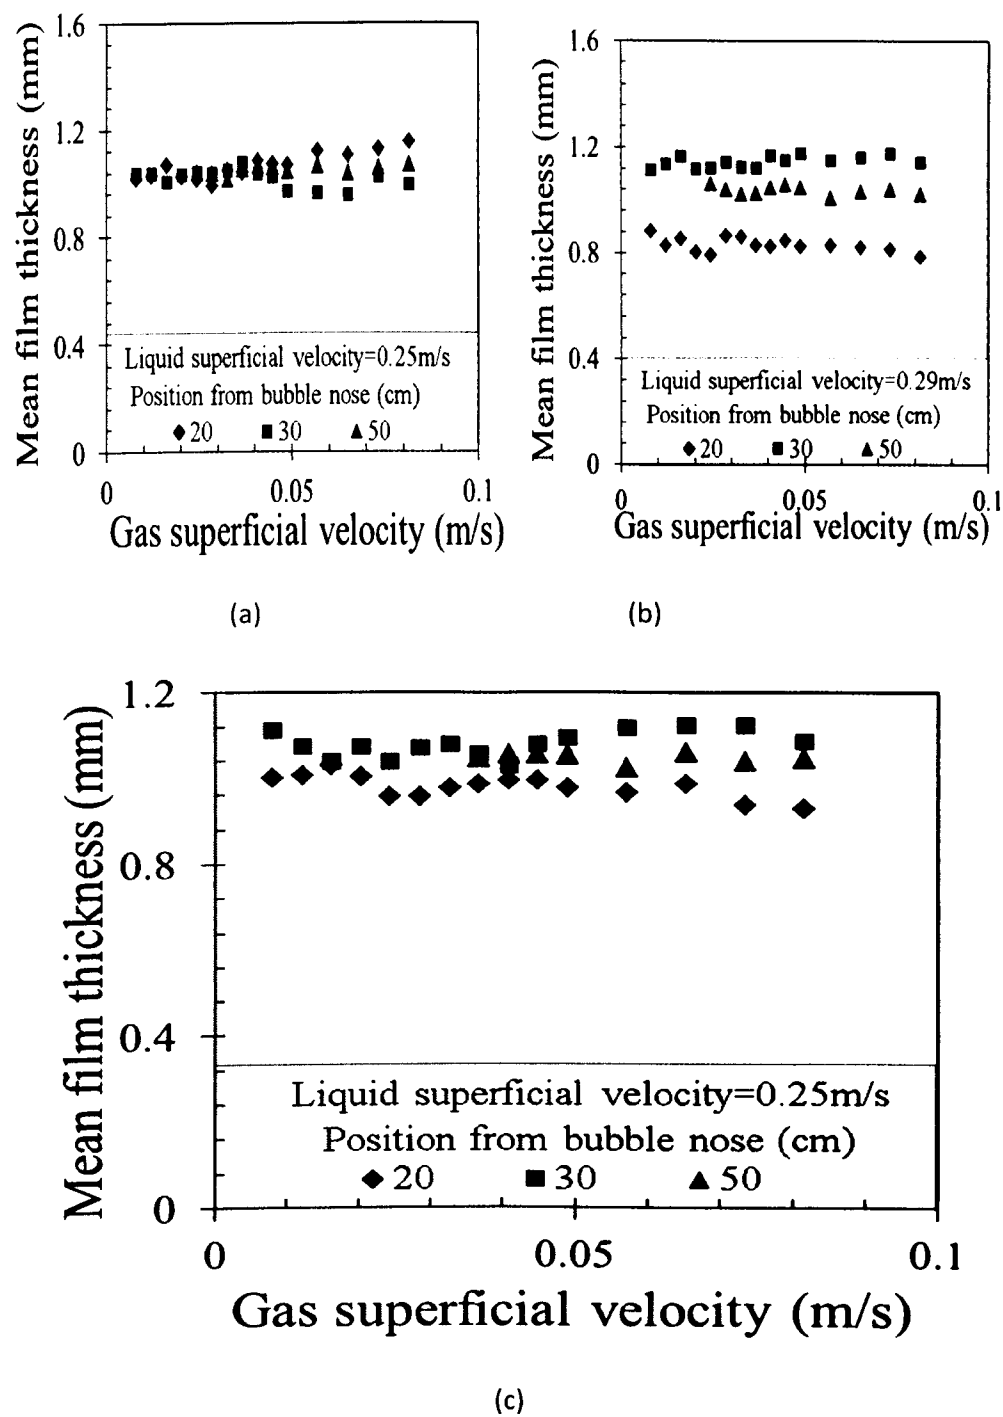 1.6
1.2
0.8
0.4
0
Mean film thickness (mm)
Liquid superficial velocity=0.25m/s
Position from bubble nose (cm)
20 30 50
0 0.05 0.1
Gas superficial velocity (m/s)
(a)
1.6
1.2
0.8
0.4
0
Mean film thickness (mm)
Liquid superficial velocity=0.29m/s
Position from bubble nose (cm)
20 30 50
0 0.05 0.1
Gas superficial velocity (m/s)
(b)
1.2
0.8
0.4
0
Mean film thickness (mm)
Liquid superficial velocity=0.25m/s
Position from bubble nose (cm)
20 30 50
0 0.05 0.1
Gas superficial velocity (m/s)
(c)